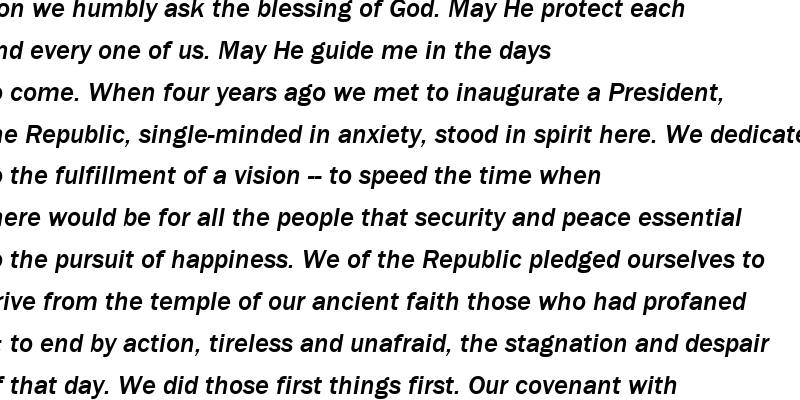 on we humbly ask the blessing of God. May He protect each
nd every one of us. May He guide me in the days
o come. When four years ago we met to inaugurate a President,
he Republic, single-minded in anxiety, stood in spirit here. We dedicate
o the fulfillment of a vision -- to speed the time when
here would be for all the people that security and peace essential
o the pursuit of happiness. We of the Republic pledged ourselves to
rive from the temple of our ancient faith those who had profaned
; to end by action, tireless and unafraid, the stagnation and despair
f that day. We did those first things first. Our covenant with